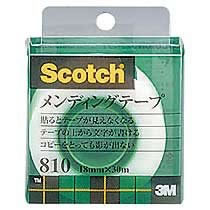 Scotch
メンディングテープ
貼るとテープが見えなくなる
テープの上から文字が書ける
コピーをとっても影が出ない
810 18mm×30m
3M